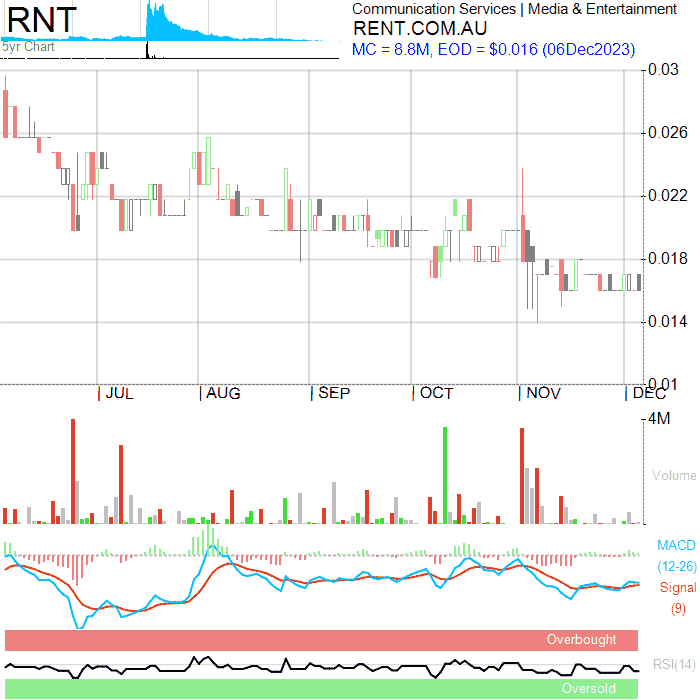 RNT
5yr Chart
Communication Services | Media & Entertainment
RENT.COM.AU
MC = 8.8M, EOD = $0.016 (06Dec2023)
0.03
0.026
0.022
0.018
0.014
0.01
JUL AUG SEP OCT NOV DEC
4M
Volume
MACD
(12-26)
Signal
(9)
Overbought
RSI(14)
Oversold